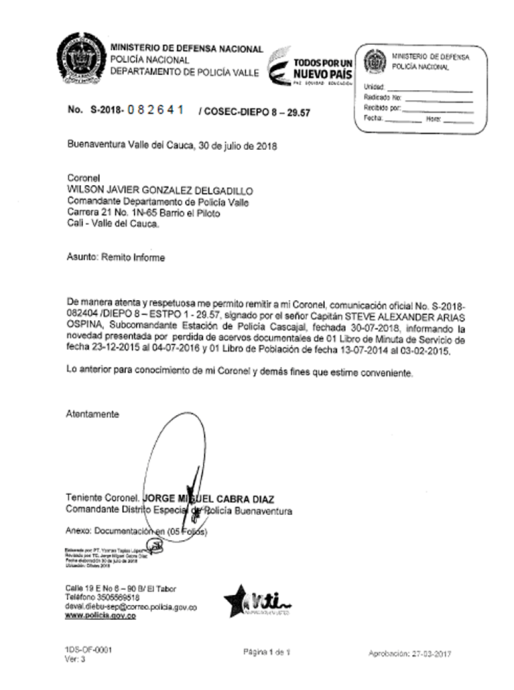 MINISTERIO DE DEFENSA NACIONAL
POLICÍA NACIONAL
DEPARTAMENTO DE POLICÍA VALLE
TODOS POR UN
NUEVO PAÍS
PAZ EQUIDAD EDUCACIÓN
MINISTERIO DE DEFENSA
POLICÍA NACIONAL
Unidad:
Radicado No:
Recibido por:
Fecha: Hora:
No. S-2018- 082641 / COSEC-DIEPO 8 – 29.57
Buenaventura Valle del Cauca, 30 de julio de 2018
Coronel
WILSON JAVIER GONZALEZ DELGADILLO
Comandante Departamento de Policía Valle
Carrera 21 No. 1N-65 Barrio el Piloto
Cali - Valle del Cauca.
Asunto: Remito Informe
De manera atenta y respetuosa me permito remitir a mi Coronel, comunicación oficial No. S-2018-
082404 /DIEPO 8 – ESTPO 1 - 29.57, signado por el señor Capitán STEVE ALEXANDER ARIAS
OSPINA, Subcomandante Estación de Policía Cascajal, fechada 30-07-2018, informando la
novedad presentada por perdida de acervos documentales de 01 Libro de Minuta de Servicio de
fecha 23-12-2015 al 04-07-2016 y 01 Libro de Población de fecha 13-07-2014 al 03-02-2015.
Lo anterior para conocimiento de mi Coronel y demás fines que estime conveniente.
Atentamente
Teniente Coronel. JORGE MIGUEL CABRA DIAZ
Comandante Distrito Especial de Policía Buenaventura
Anexo: Documentación en (05 Folios)
Elaborado por: PT.
Revisado por: TC. Jorge Miguel Cabra Díaz
Fecha elaboración: 30 de julio de 2018
Ubicación: 2018
Calle 19 E No 6 – 90 B/ El Tabor
Teléfono 3505569518
deval.diebu-sep@correo.policia.gov.co
www.policia.gov.co
1DS-OF-0001
Ver: 3
Página 1 de 1
Aprobación: 27-03-2017